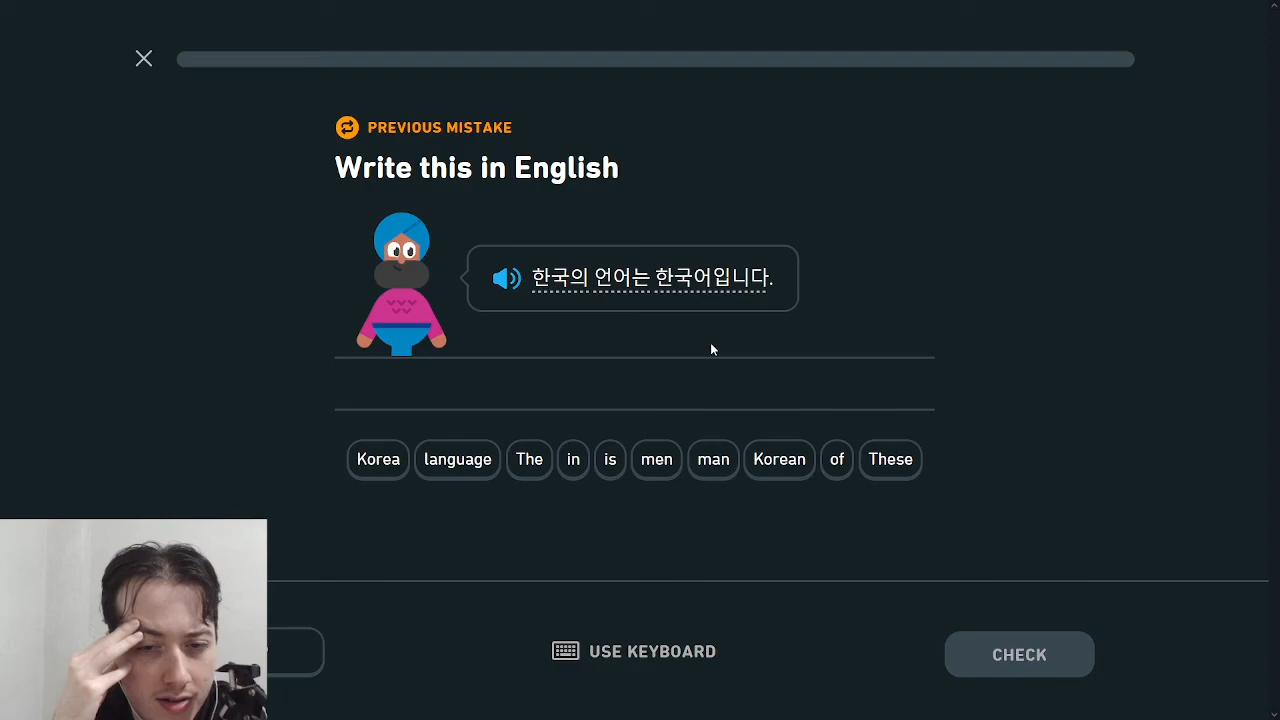 PREVIOUS MISTAKE
Write this in English
한국의 언어는 한국어입니다.
Korea language The in is men man Korean of These
USE KEYBOARD
CHECK